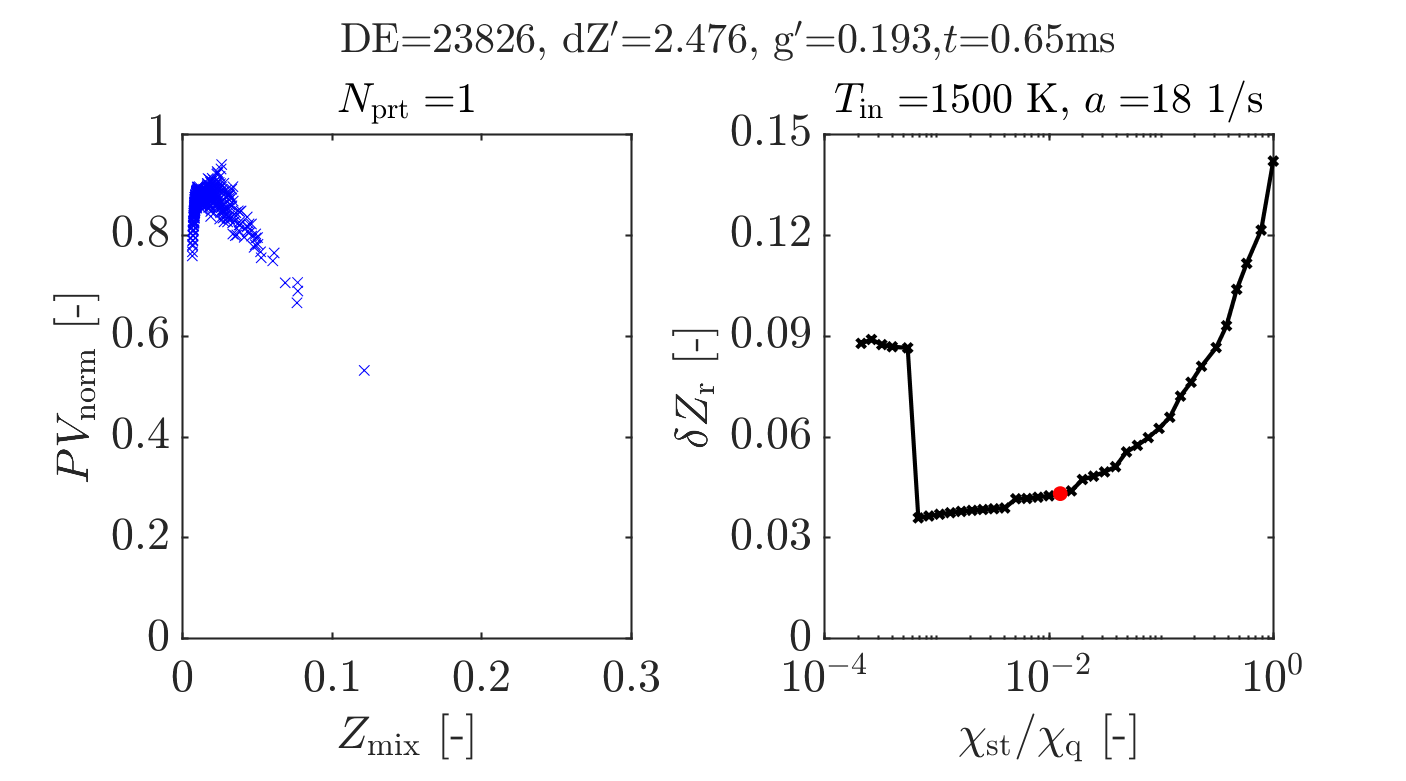 DE=23826, dZ′=2.476, g′=0.193,t=0.65ms
N_prt =1
1
0.8
0.6
0.4
0.2
0
PV_norm [-]
0 0.1 0.2 0.3
Z_mix [-]
T_in =1500 K, a =18 1/s
0.15
0.12
0.09
0.06
0.03
0
δZ_r [-]
10^−4 10^−2 10^0
χ_st/χ_q [-]